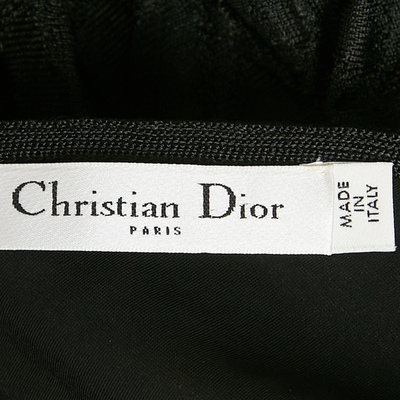 Christian Dior
PARIS
MADE
IN
ITALY